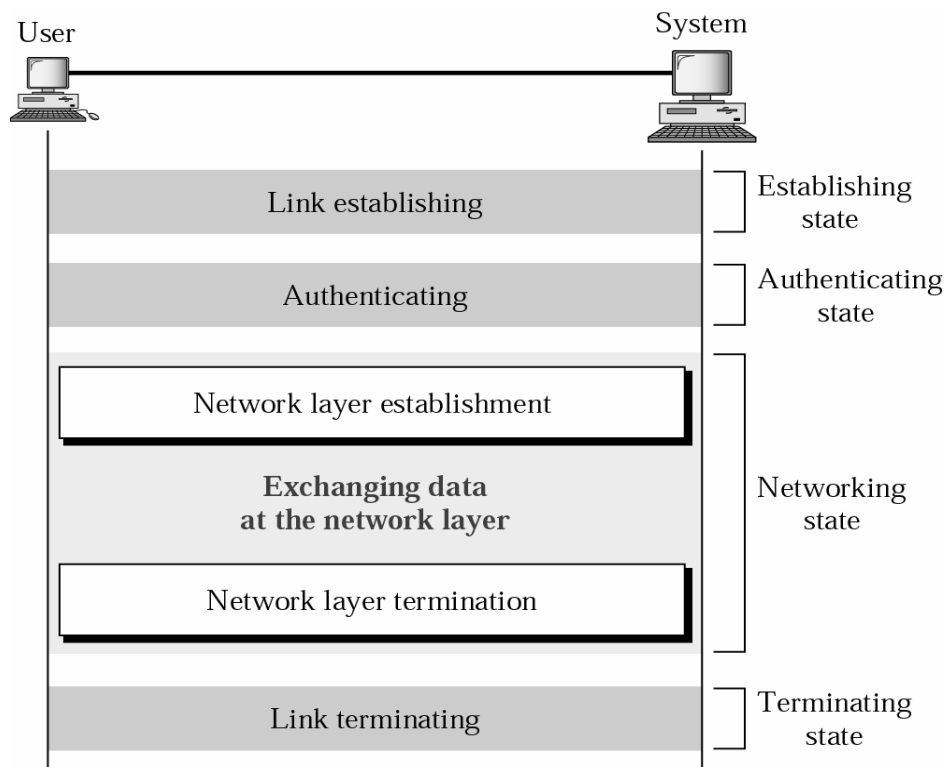 User
System
Link establishing
Establishing
state
Authenticating
Authenticating
state
Network layer establishment
Exchanging data
at the network layer
Networking
state
Network layer termination
Link terminating
Terminating
state